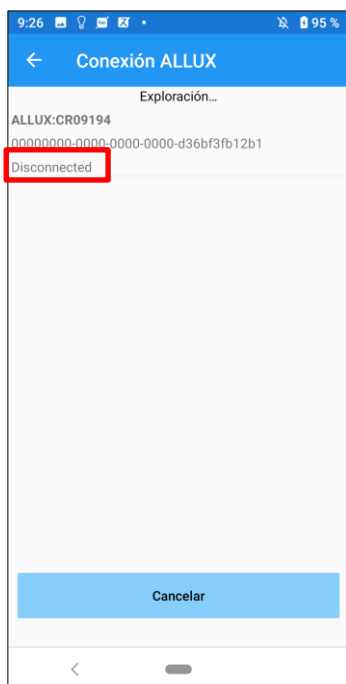 9:26 95 %
Conexión ALLUX
Exploración...
ALLUX:CR09194
00000000-0000-0000-0000-d36bf3fb12b1
Disconnected
Cancelar